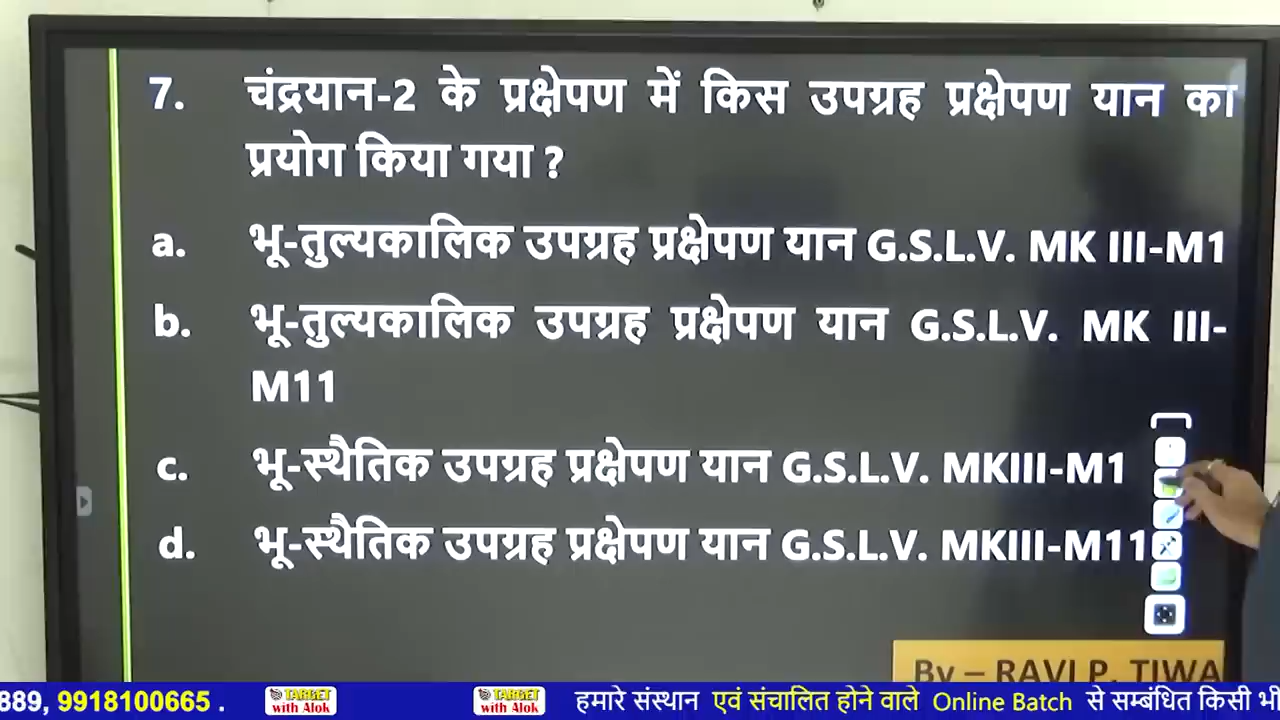 7. चंद्रयान-2 के प्रक्षेपण में किस उपग्रह प्रक्षेपण यान का
प्रयोग किया गया ?
a. भू-तुल्यकालिक उपग्रह प्रक्षेपण यान G.S.L.V. MK III-M1
b. भू-तुल्यकालिक उपग्रह प्रक्षेपण यान G.S.L.V. MK III-
M11
c. भू-स्थैतिक उपग्रह प्रक्षेपण यान G.S.L.V. MKIII-M1
d. भू-स्थैतिक उपग्रह प्रक्षेपण यान G.S.L.V. MKIII-M11
By – RAVI P. TIWA
889, 9918100665 . TARGET with Alok TARGET with Alok हमारे संस्थान एवं संचालित होने वाले Online Batch से सम्बंधित किसी भी